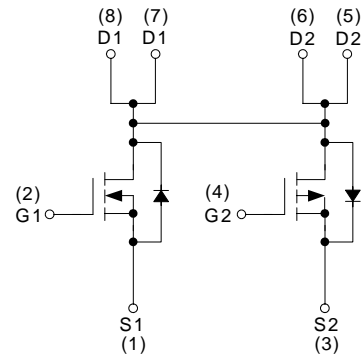 (8) (7) (6) (5)
D1 D1 D2 D2
(2) (4)
G1 G2
S1 S2
(1) (3)